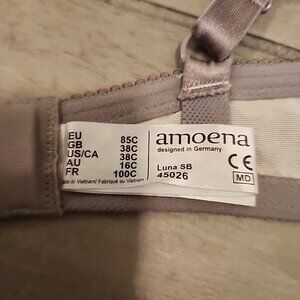 EU 85C
GB 38C
US/CA 38C
AU 16C
FR 100C
ade in Vietnam/ Fabriqué au Vietnam
amoena
designed in Germany
Luna SB
45026
CE
MD